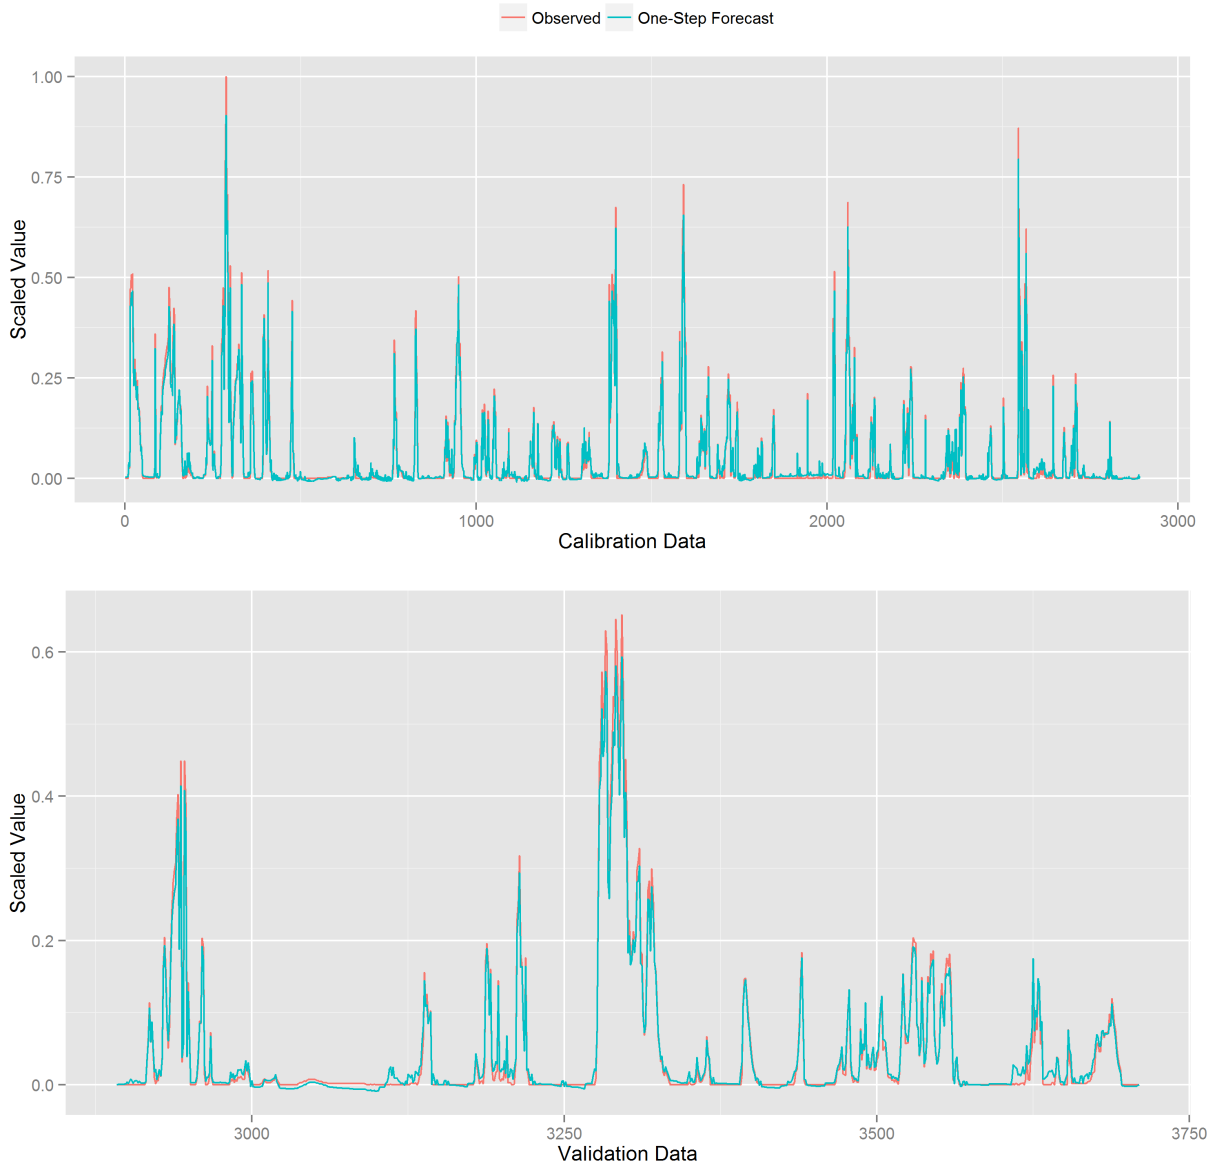 Observed One-Step Forecast
1.00
0.75
0.50
0.25
0.00
Scaled Value
0 1000 2000 3000
Calibration Data
0.6
0.4
0.2
0.0
Scaled Value
3000 3250 3500 3750
Validation Data